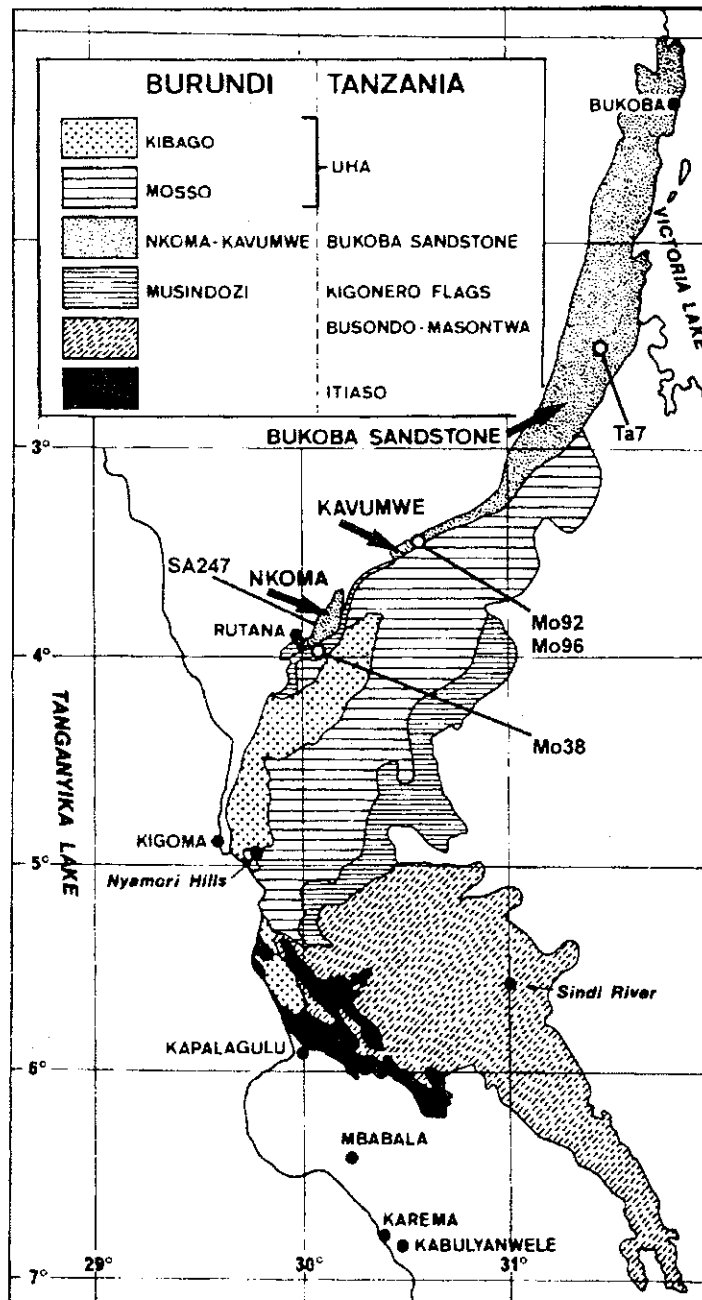 BURUNDI TANZANIA
KIBAGO
UHA
MOSSO
NKOMA-KAVUMWE BUKOBA SANDSTONE
MUSINDOZI KIGONERO FLAGS
BUSONDO-MASONTWA
ITIASO
BUKOBA
VICTORIA LAKE
Ta7
BUKOBA SANDSTONE
3°
KAVUMWE
SA247
NKOMA
RUTANA
Mo92
Mo96
4°
Mo38
TANGANYIKA LAKE
KIGOMA
5°
Nyamori Hills
Sindi River
KAPALAGULU
6°
MBABALA
KAREMA
KABULYANWELE
29° 30° 31°
7°